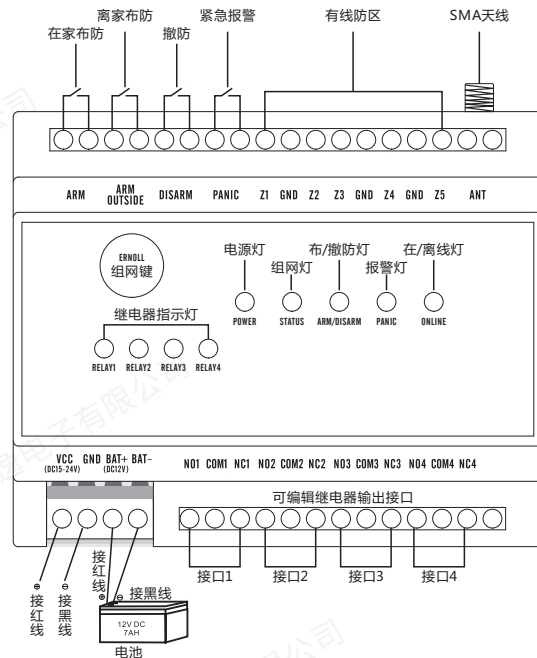 离家布防 紧急报警 有线防区 SMA天线
在家布防 撤防
ARM ARM OUTSIDE DISARM PANIC Z1 GND Z2 Z3 GND Z4 GND Z5 ANT
ERNOLL
组网键
电源灯 布/撤防灯 在/离线灯
组网灯 报警灯
POWER STATUS ARM/DISARM PANIC ONLINE
继电器指示灯
RELAY1 RELAY2 RELAY3 RELAY4
VCC GND BAT+ BAT- NO1 COM1 NC1 NO2 COM2 NC2 NO3 COM3 NC3 NO4 COM4 NC4
(DC15-24V) (DC12V)
可编辑继电器输出接口
接口1 接口2 接口3 接口4
⊕ 接红线
⊖ 接黑线
接红线 ⊕
⊖ 接黑线
12V DC
7AH
电池